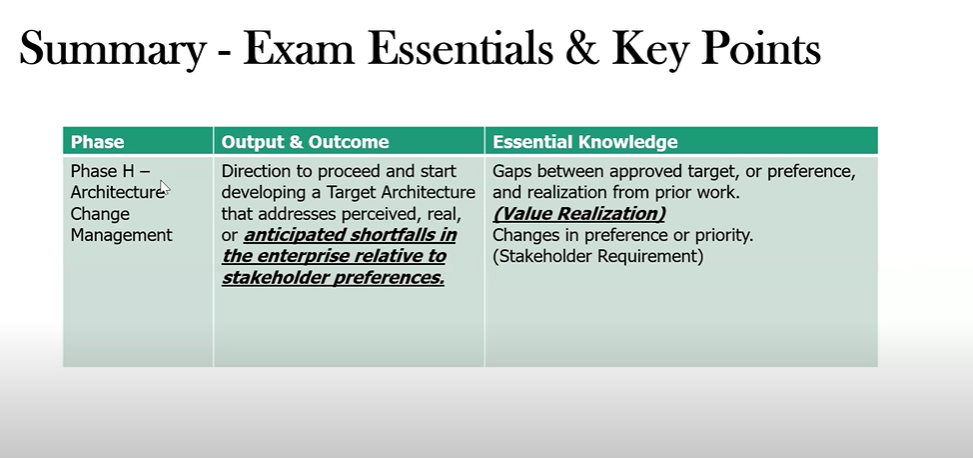 Summary - Exam Essentials & Key Points
Phase
Output & Outcome
Essential Knowledge
Phase H –
Architecture
Change
Management
Direction to proceed and start
developing a Target Architecture
that addresses perceived, real,
or anticipated shortfalls in
the enterprise relative to
stakeholder preferences.
Gaps between approved target, or preference,
and realization from prior work.
(Value Realization)
Changes in preference or priority.
(Stakeholder Requirement)